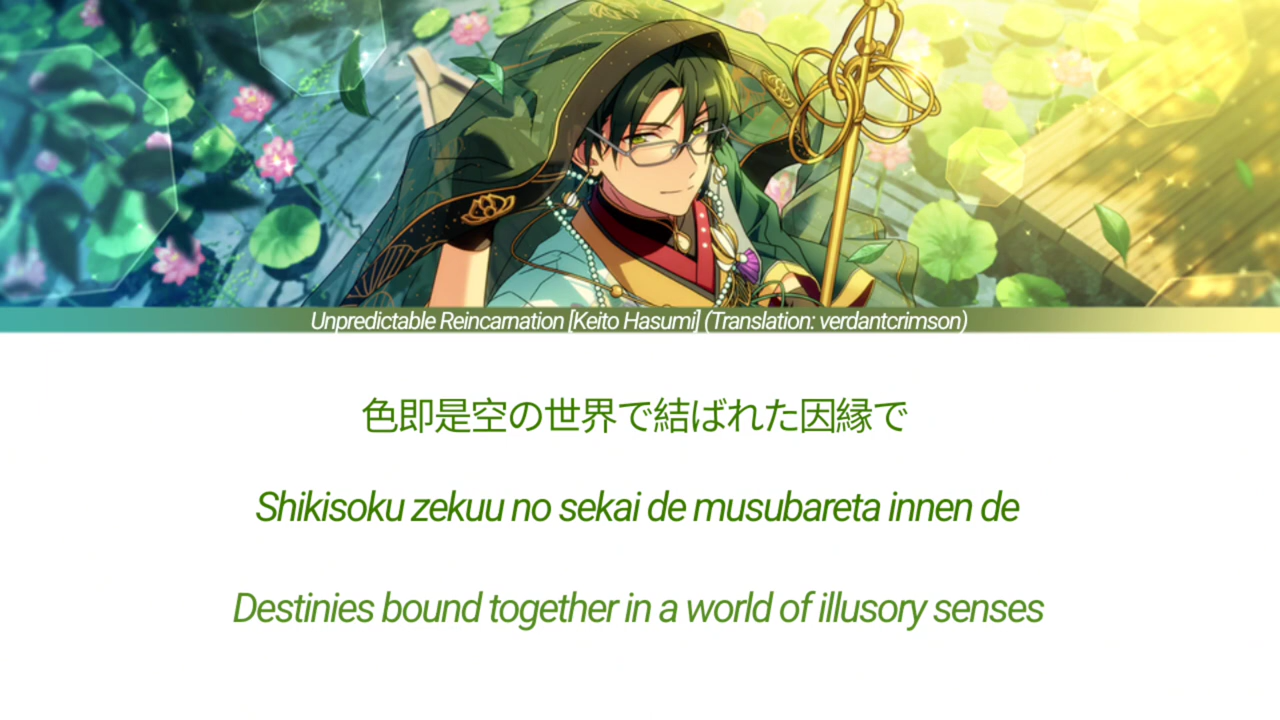 Unpredictable Reincarnation [Keito Hasumi] (Translation: verdantcrimson)
色即是空の世界で結ばれた因縁で
Shikisoku zekuu no sekai de musubareta innen de
Destinies bound together in a world of illusory senses